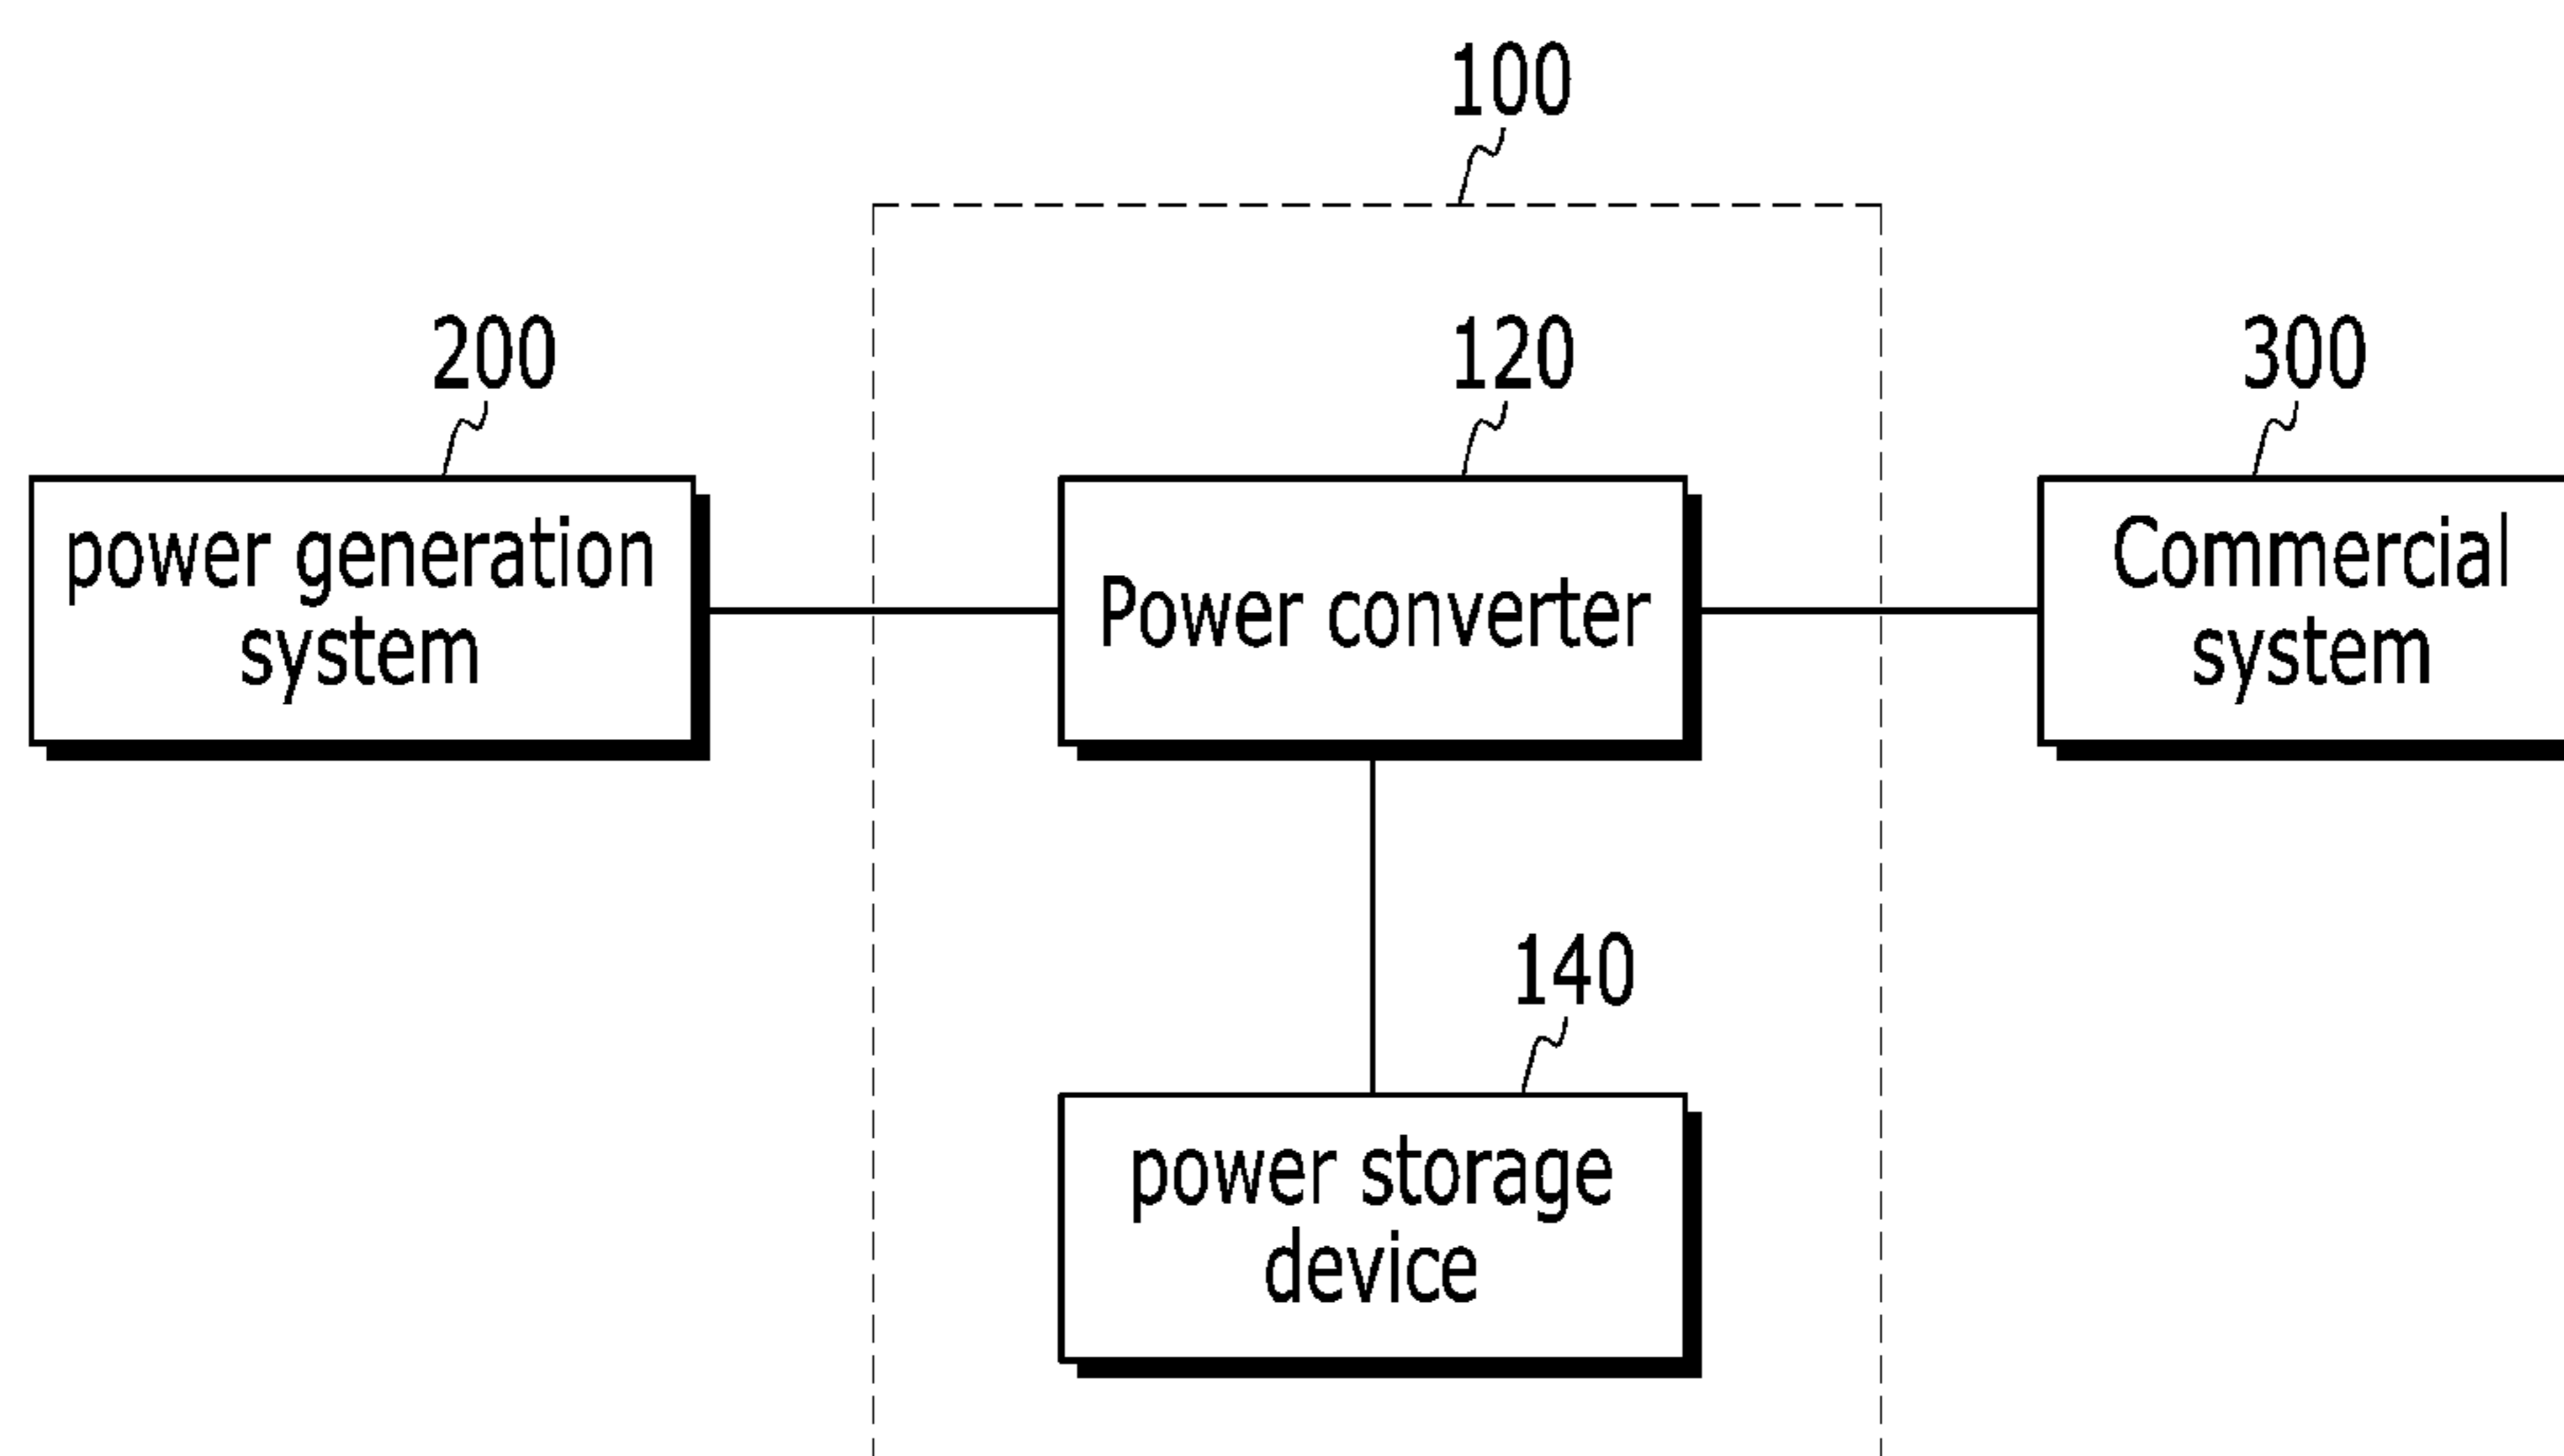 100
200
120
300
power generation
system
Power converter
Commercial
system
140
power storage
device